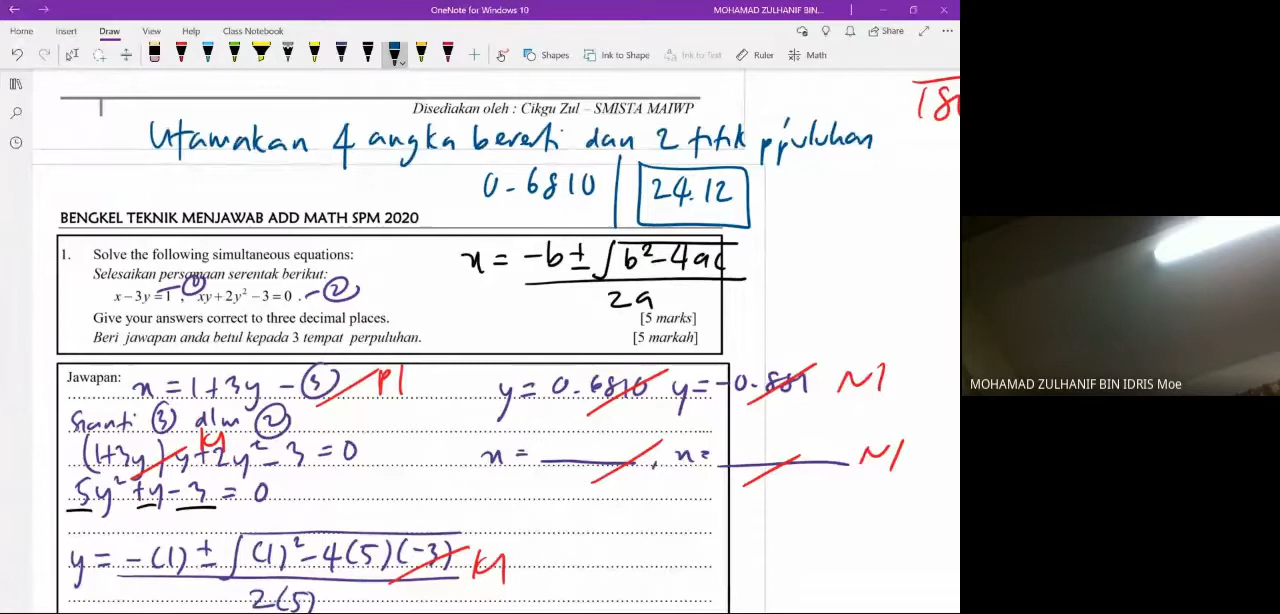 OneNote for Windows 10
MOHAMAD ZULHANIF BIN...
Home Insert Draw View Help Class Notebook
Share
Shapes Ink to Shape Ink to Text Ruler Math
Disediakan oleh : Cikgu Zul – SMISTA MAIWP
180
Utamakan 4 angka bererti dan 2 titik p'puluhan
0.6810 | 24.12
BENGKEL TEKNIK MENJAWAB ADD MATH SPM 2020
1. Solve the following simultaneous equations:
Selesaikan persamaan serentak berikut:
x – 3y = 1 – ① , xy + 2y² – 3 = 0 . – ②
x = -b ± √b² - 4ac / 2a
Give your answers correct to three decimal places. [5 marks]
Beri jawapan anda betul kepada 3 tempat perpuluhan. [5 markah]
Jawapan: x = 1 + 3y – ③ P1
y = 0.6810 y = -0.881 N1
Ganti ③ dlm ②
(1+3y)y + 2y² - 3 = 0 K1
x = ______, x = ______ N1
5y² + y - 3 = 0
y = -(1) ± √(1)² - 4(5)(-3) K1
2(5)
MOHAMAD ZULHANIF BIN IDRIS Moe